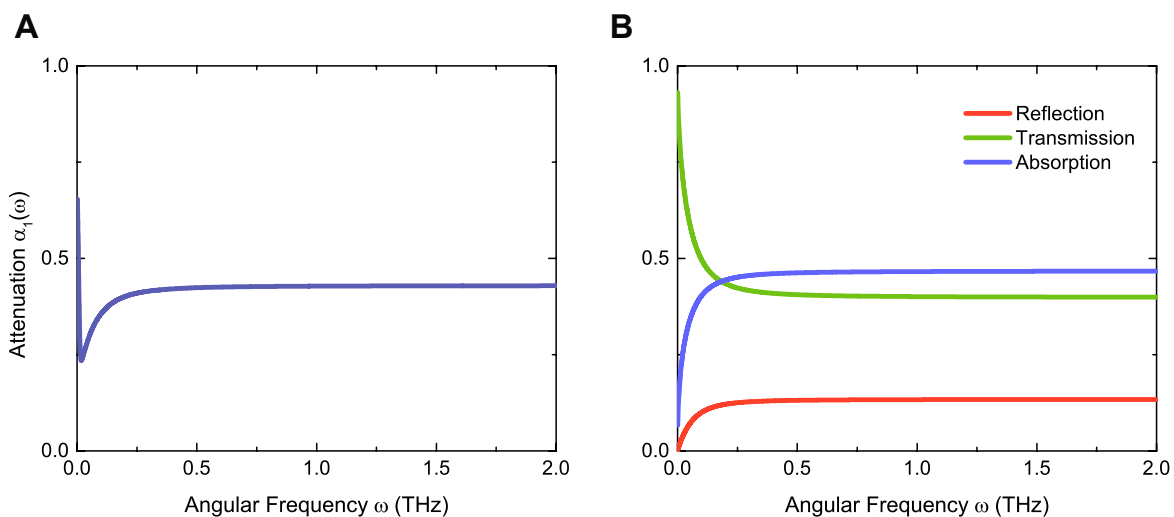 A
B
1.0
0.5
0.0
0.0
0.5
1.0
1.5
2.0
Attenuation α₁(ω)
Angular Frequency ω (THz)
1.0
0.5
0.0
0.0
0.5
1.0
1.5
2.0
Reflection
Transmission
Absorption
Angular Frequency ω (THz)